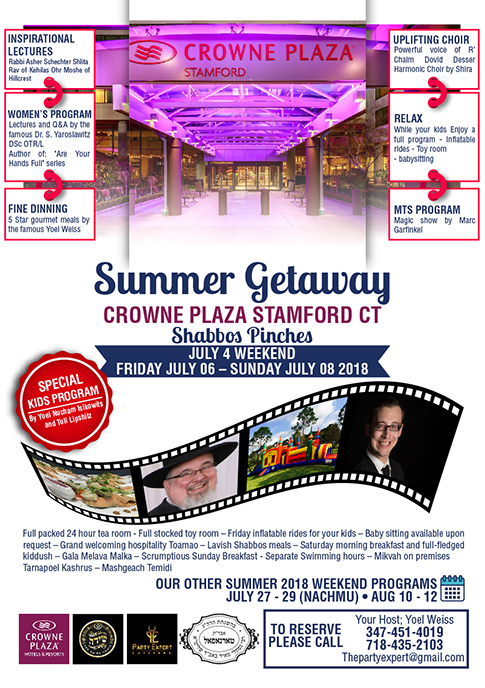 INSPIRATIONAL
LECTURES
Rabbi Asher Schechter Shlita
Rav of Kehilas Ohr Moshe of
Hillcrest
WOMEN'S PROGRAM
Lectures and Q&A by the
famous Dr. S. Yaroslawitz
DSc OTR/L
Author of: "Are Your
Hands Full" series
FINE DINNING
5 Star gourmet meals by
the famous Yoel Weiss
CROWNE PLAZA
STAMFORD
UPLIFTING CHOIR
Powerful voice of R'
Chaim Dovid Desser
Harmonic Choir by Shira
RELAX
While your kids Enjoy a
full program - Inflatable
rides - Toy room
- babysitting
MTS PROGRAM
Magic show by Marc
Garfinkel
Summer Getaway
CROWNE PLAZA STAMFORD CT
Shabbos Pinches
JULY 4 WEEKEND
FRIDAY JULY 06 – SUNDAY JULY 08 2018
SPECIAL
KIDS PROGRAM
By Yoel Nucham Isikowits
and Tuli Lipshitz
Full packed 24 hour tea room - Full stocked toy room – Friday inflatable rides for your kids – Baby sitting available upon
request – Grand welcoming hospitality Toamao – Lavish Shabbos meals – Saturday morning breakfast and full-fledged
kiddush – Gala Melava Malka – Scrumptious Sunday Breakfast - Separate Swimming hours – Mikvah on premises
Tarnapoel Kashrus – Mashgeach Temidi
OUR OTHER SUMMER 2018 WEEKEND PROGRAMS
JULY 27 - 29 (NACHMU) • AUG 10 - 12
CROWNE PLAZA
HOTELS & RESORTS
PARTY EXPERT
CATERERS
טארנאפאל
TO RESERVE
PLEASE CALL
Your Host; Yoel Weiss
347-451-4019
718-435-2103
Thepartyexpert@gmail.com